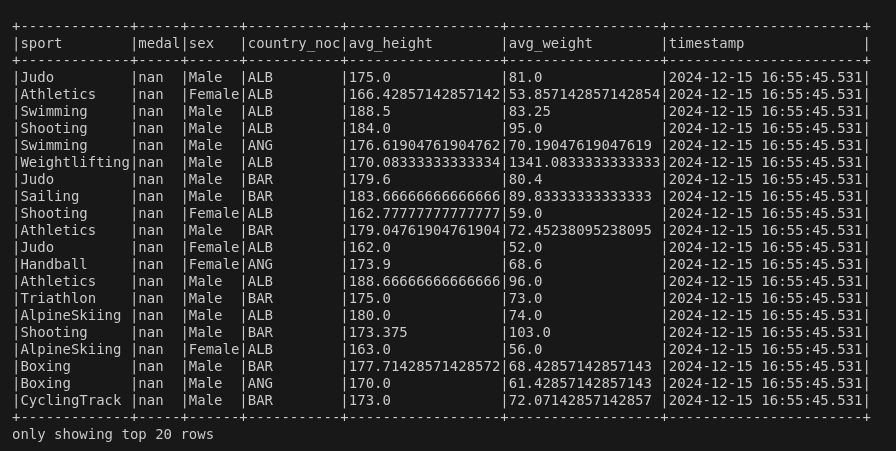 +-------------+-----+------+-----------+------------------+------------------+-----------------------+
|sport        |medal|sex   |country_noc|avg_height        |avg_weight        |timestamp              |
+-------------+-----+------+-----------+------------------+------------------+-----------------------+
|Judo         |nan  |Male  |ALB        |175.0             |81.0              |2024-12-15 16:55:45.531|
|Athletics    |nan  |Female|ALB        |166.42857142857142|53.857142857142854|2024-12-15 16:55:45.531|
|Swimming     |nan  |Male  |ALB        |188.5             |83.25             |2024-12-15 16:55:45.531|
|Shooting     |nan  |Male  |ALB        |184.0             |95.0              |2024-12-15 16:55:45.531|
|Swimming     |nan  |Male  |ANG        |176.61904761904762|70.19047619047619 |2024-12-15 16:55:45.531|
|Weightlifting|nan  |Male  |ALB        |170.08333333333334|1341.0833333333333|2024-12-15 16:55:45.531|
|Judo         |nan  |Male  |BAR        |179.6             |80.4              |2024-12-15 16:55:45.531|
|Sailing      |nan  |Male  |BAR        |183.66666666666666|89.83333333333333 |2024-12-15 16:55:45.531|
|Shooting     |nan  |Female|ALB        |162.77777777777777|59.0              |2024-12-15 16:55:45.531|
|Athletics    |nan  |Male  |BAR        |179.04761904761904|72.45238095238095 |2024-12-15 16:55:45.531|
|Judo         |nan  |Female|ALB        |162.0             |52.0              |2024-12-15 16:55:45.531|
|Handball     |nan  |Female|ANG        |173.9             |68.6              |2024-12-15 16:55:45.531|
|Athletics    |nan  |Male  |ALB        |188.66666666666666|96.0              |2024-12-15 16:55:45.531|
|Triathlon    |nan  |Male  |BAR        |175.0             |73.0              |2024-12-15 16:55:45.531|
|AlpineSkiing |nan  |Male  |ALB        |180.0             |74.0              |2024-12-15 16:55:45.531|
|Shooting     |nan  |Male  |BAR        |173.375           |103.0             |2024-12-15 16:55:45.531|
|AlpineSkiing |nan  |Female|ALB        |163.0             |56.0              |2024-12-15 16:55:45.531|
|Boxing       |nan  |Male  |BAR        |177.71428571428572|68.42857142857143 |2024-12-15 16:55:45.531|
|Boxing       |nan  |Male  |ANG        |170.0             |61.42857142857143 |2024-12-15 16:55:45.531|
|CyclingTrack |nan  |Male  |BAR        |173.0             |72.07142857142857 |2024-12-15 16:55:45.531|
+-------------+-----+------+-----------+------------------+------------------+-----------------------+
only showing top 20 rows